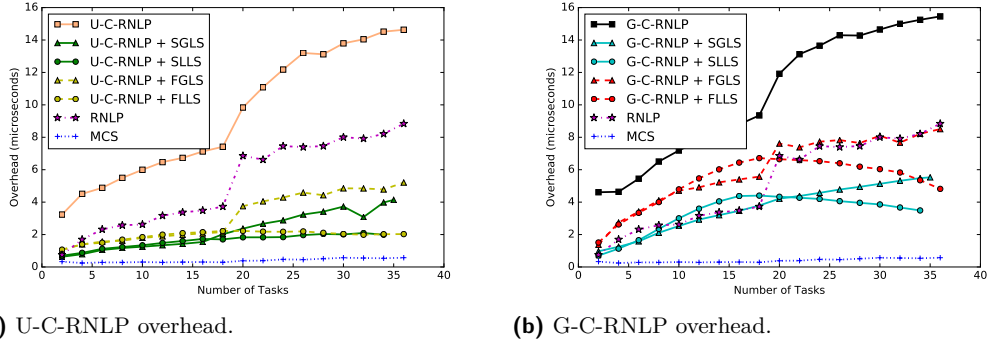 16
14
12
10
8
6
4
2
0
0 5 10 15 20 25 30 35 40
Overhead (microseconds)
Number of Tasks
U-C-RNLP
U-C-RNLP + SGLS
U-C-RNLP + SLLS
U-C-RNLP + FGLS
U-C-RNLP + FLLS
RNLP
MCS
) U-C-RNLP overhead.
16
14
12
10
8
6
4
2
0
0 5 10 15 20 25 30 35 40
Overhead (microseconds)
Number of Tasks
G-C-RNLP
G-C-RNLP + SGLS
G-C-RNLP + SLLS
G-C-RNLP + FGLS
G-C-RNLP + FLLS
RNLP
MCS
(b) G-C-RNLP overhead.